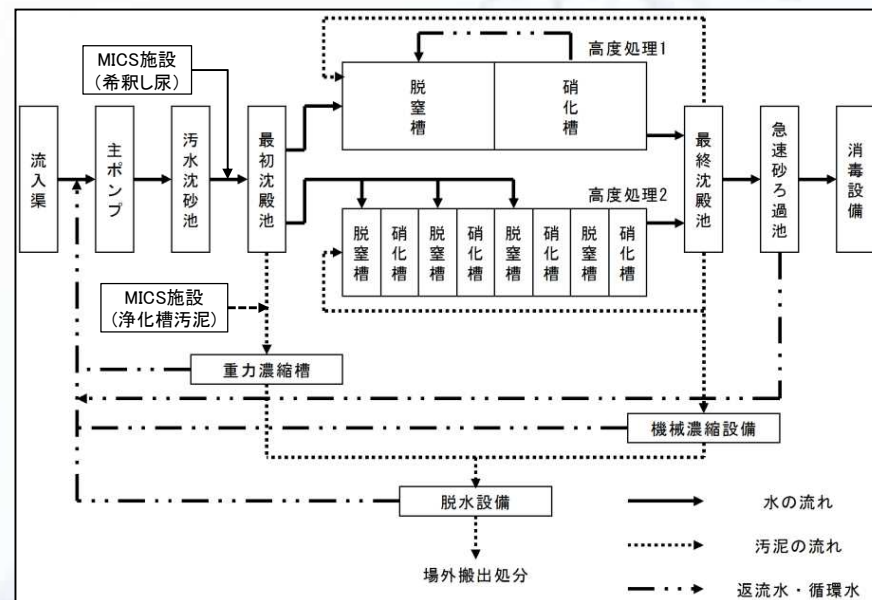 MICS施設
(希釈し尿)
高度処理1
脱窒槽
硝化槽
流入渠
主ポンプ
汚水沈砂池
最初沈殿池
最終沈殿池
急速砂ろ過池
消毒設備
高度処理2
脱窒槽
硝化槽
脱窒槽
硝化槽
脱窒槽
硝化槽
脱窒槽
硝化槽
MICS施設
(浄化槽汚泥)
重力濃縮槽
機械濃縮設備
脱水設備
場外搬出処分
水の流れ
汚泥の流れ
返流水・循環水